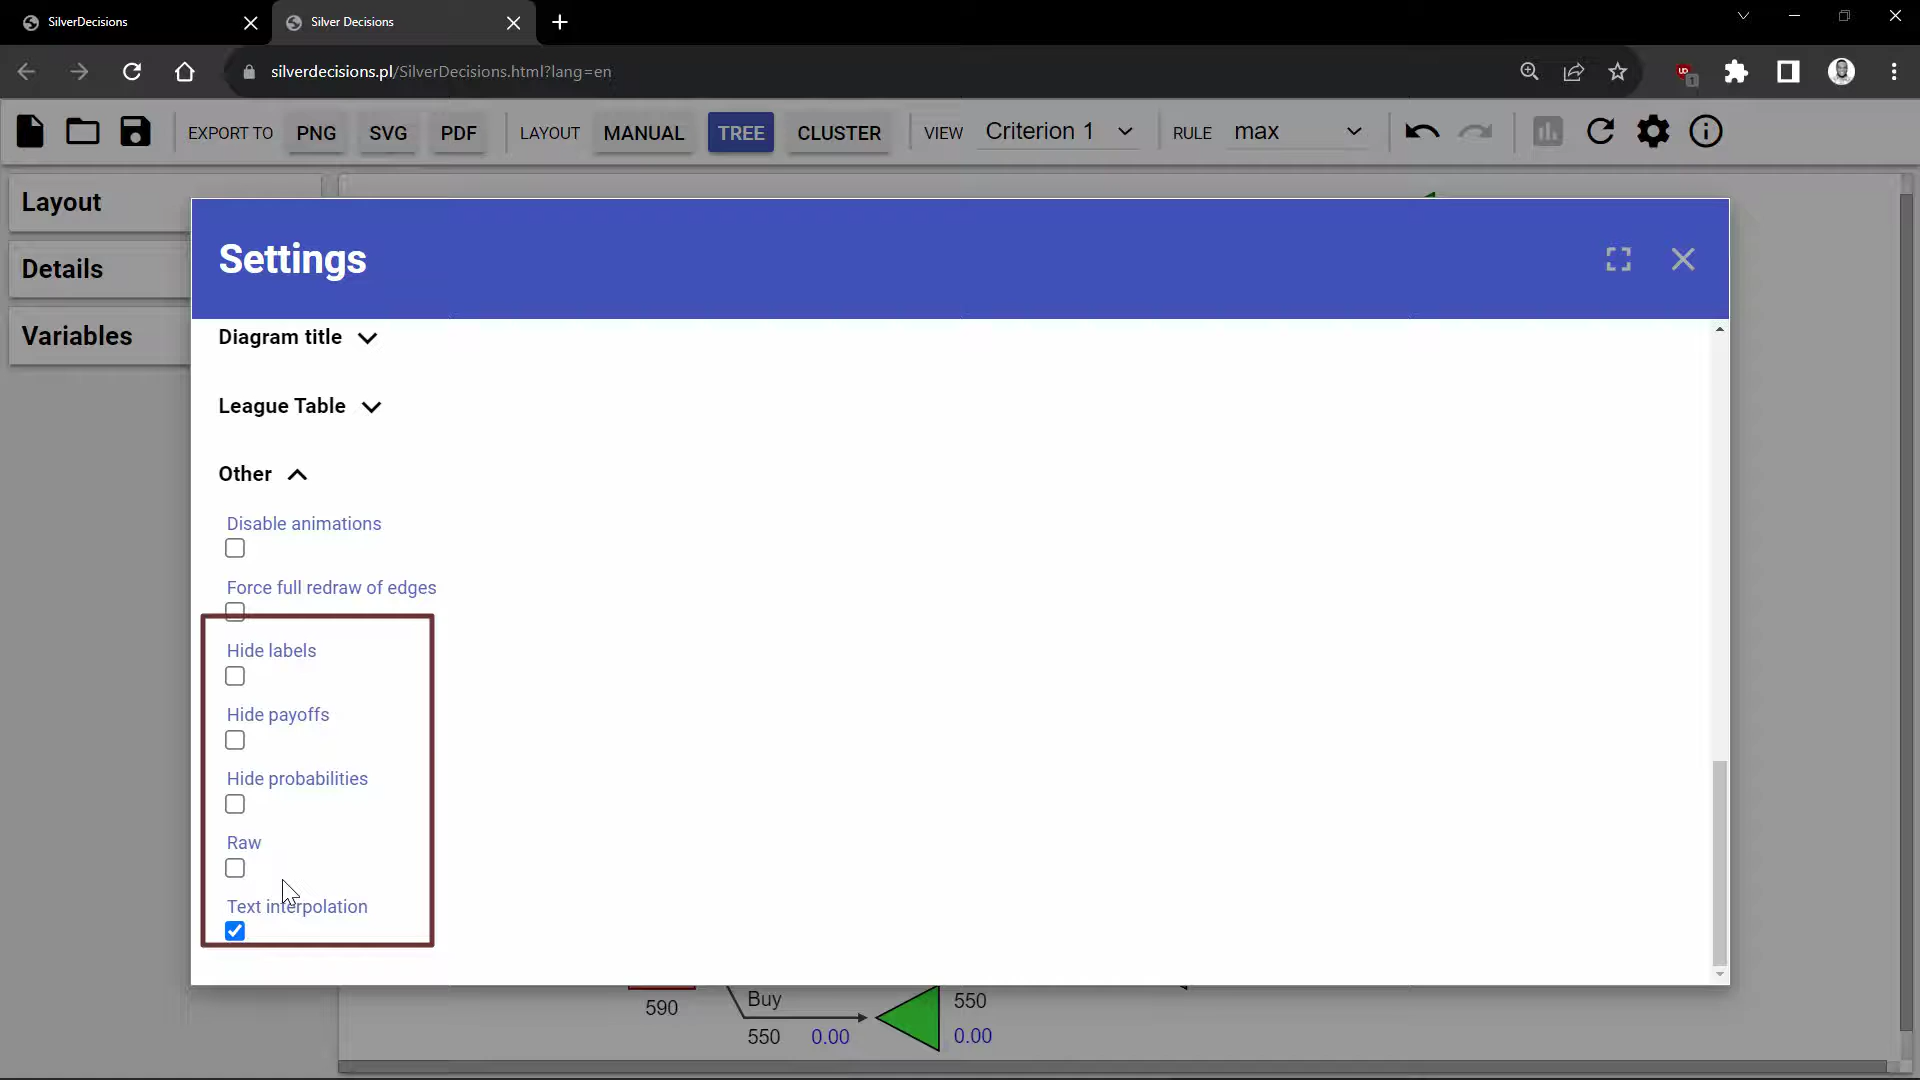 SilverDecisions
Silver Decisions
silverdecisions.pl/SilverDecisions.html?lang=en
UD
1
EXPORT TO PNG SVG PDF LAYOUT MANUAL TREE CLUSTER VIEW Criterion 1 RULE max
Layout
Details
Variables
Settings
Diagram title
League Table
Other
Disable animations
Force full redraw of edges
Hide labels
Hide payoffs
Hide probabilities
Raw
Text interpolation
590
Buy
550
550 0.00
0.00